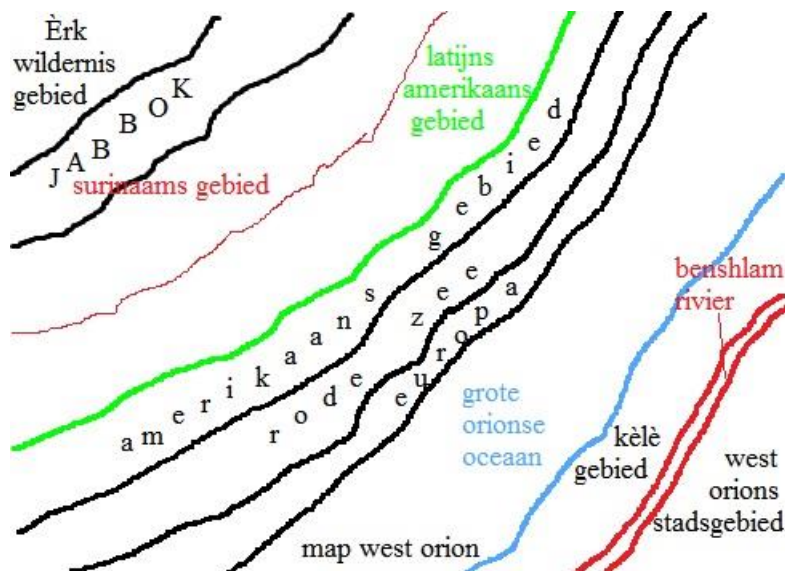 Èrk
wildernis
gebied
JABBOK
surinaams gebied
latijns
amerikaans
gebied
amerikaans gebied
rode zee
europa
grote
orionse
oceaan
benshlam
rivier
kèlè
gebied
west
orions
stadsgebied
map west orion